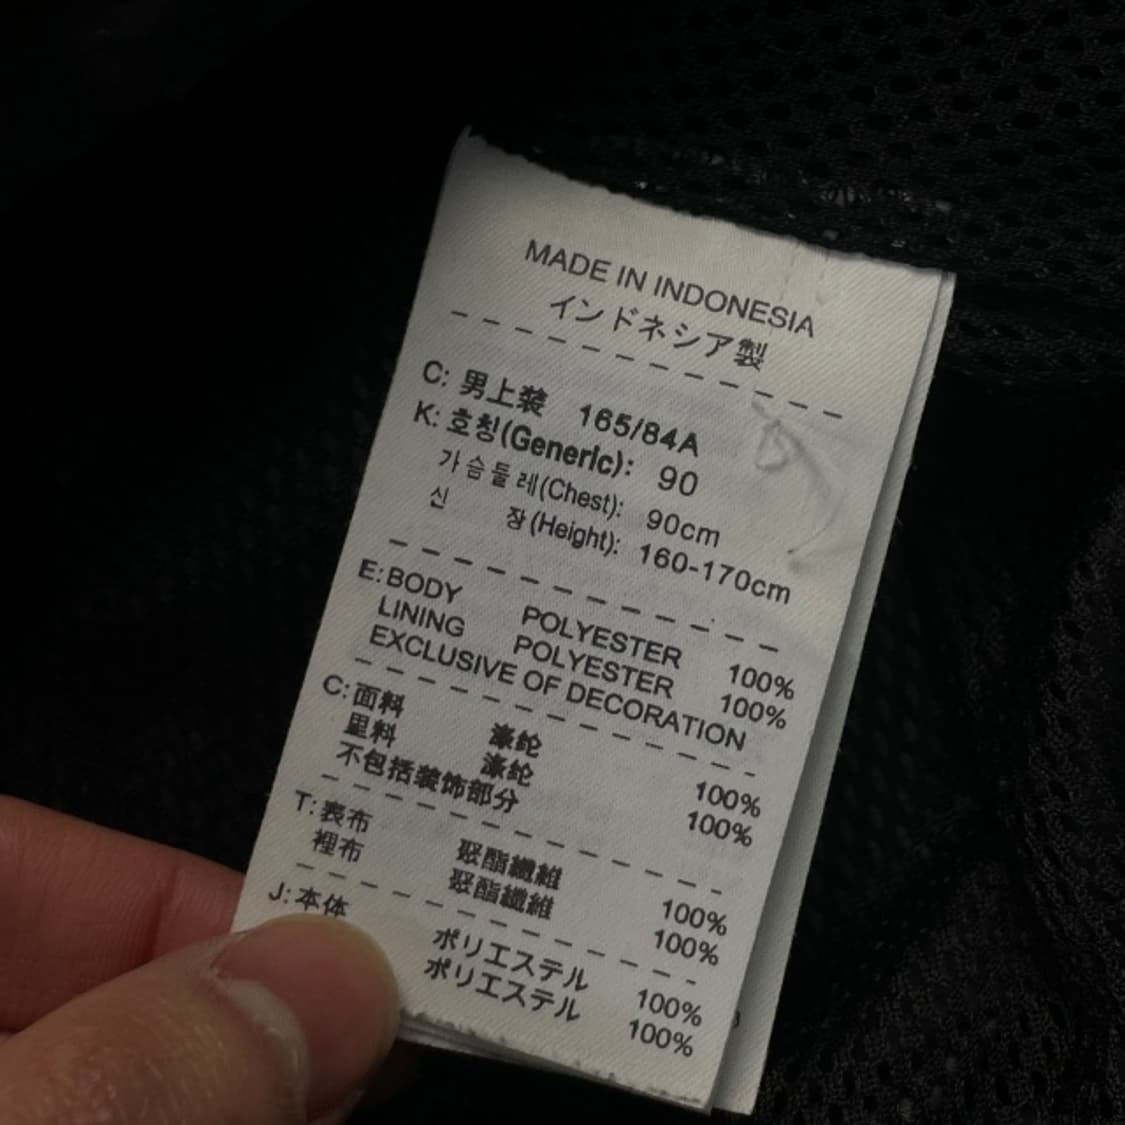 MADE IN INDONESIA
インドネシア製
C: 男上装 165/84A
K: 호칭(Generic): 90
가슴둘레(Chest): 90cm
신 장(Height): 160-170cm
E: BODY POLYESTER 100%
LINING POLYESTER 100%
EXCLUSIVE OF DECORATION
C: 面料 涤纶 100%
里料 涤纶 100%
不包括装饰部分
T: 表布 聚酯纖維 100%
裡布 聚酯纖維 100%
J: 本体 ポリエステル 100%
ポリエステル 100%